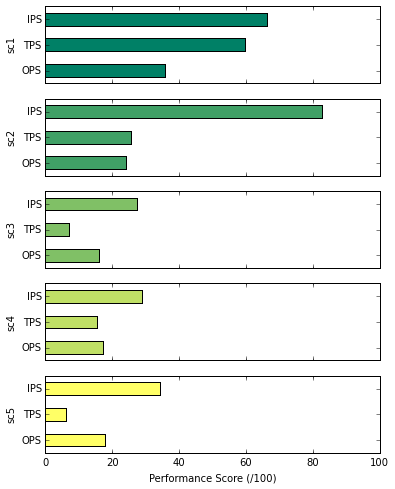 sc1
IPS
TPS
OPS
sc2
IPS
TPS
OPS
sc3
IPS
TPS
OPS
sc4
IPS
TPS
OPS
sc5
IPS
TPS
OPS
0 20 40 60 80 100
Performance Score (/100)